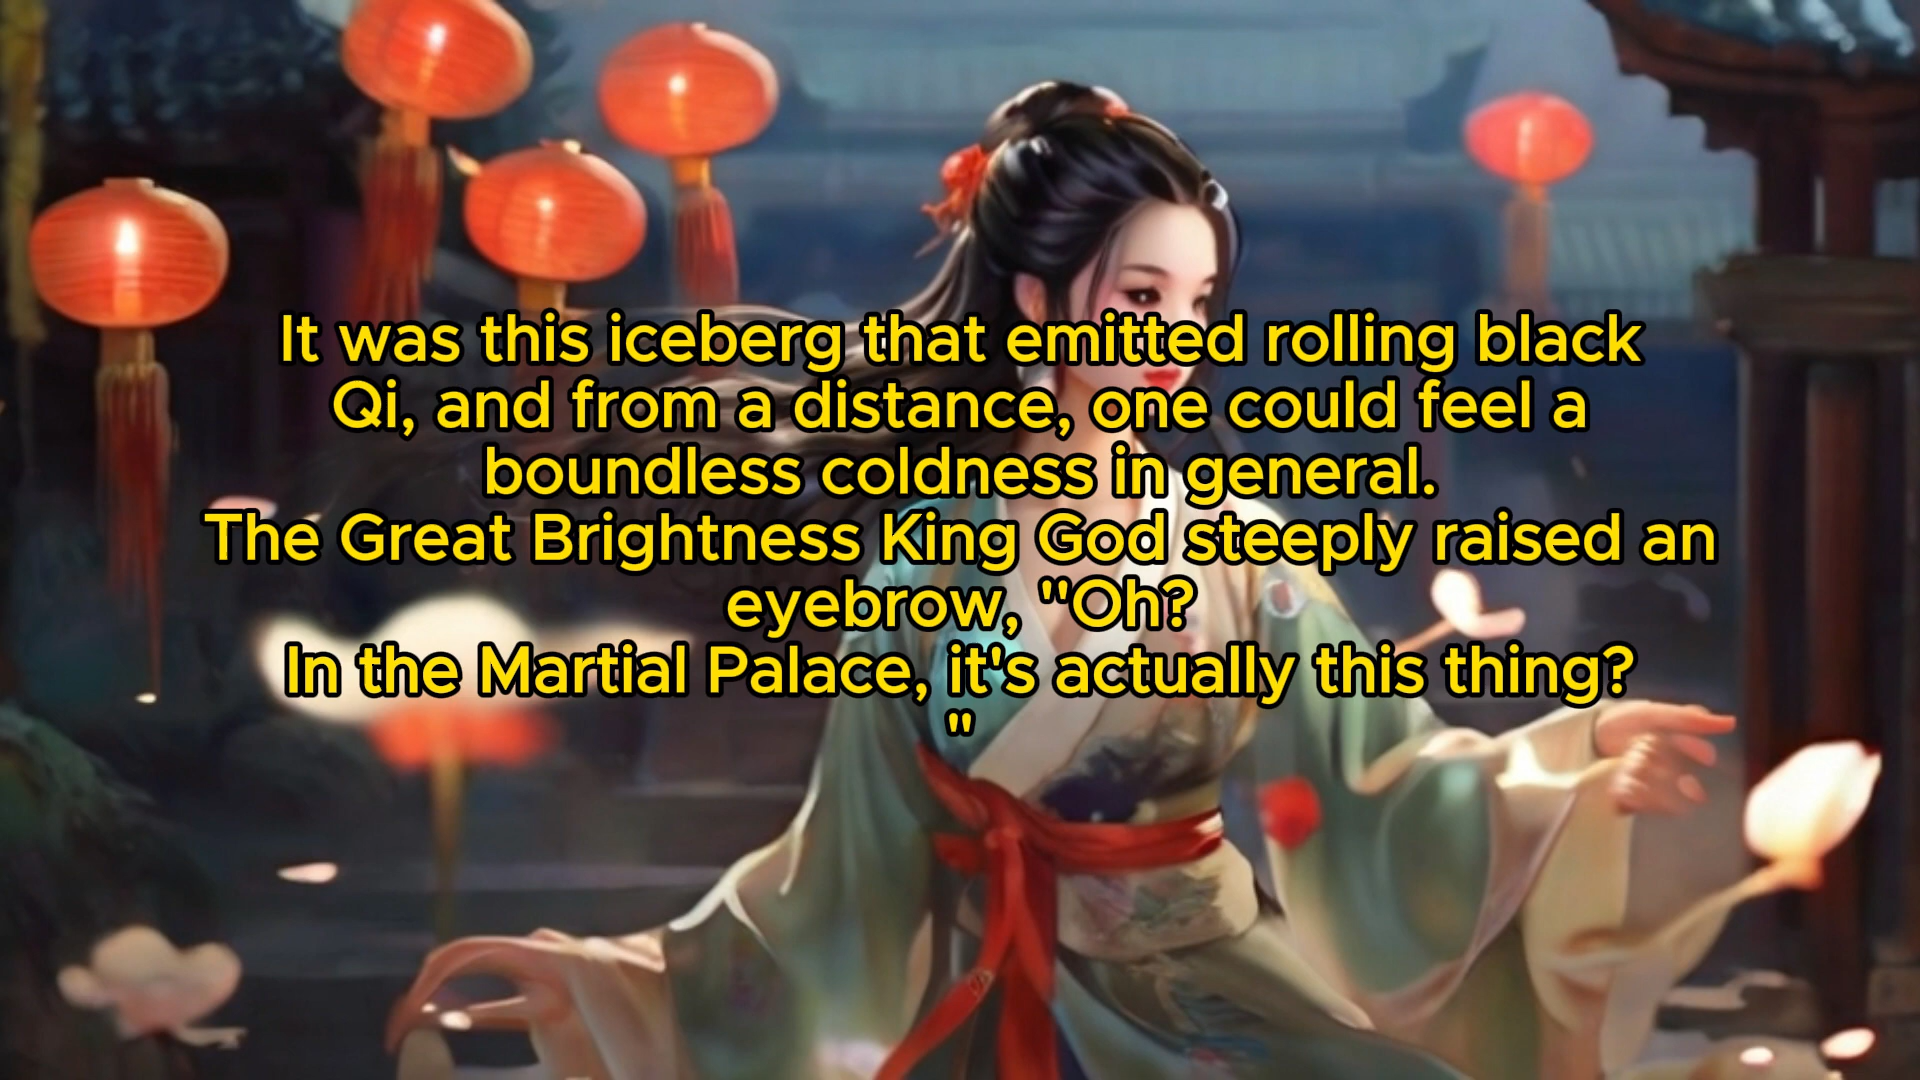 It was this iceberg that emitted rolling black
Qi, and from a distance, one could feel a
boundless coldness in general.
The Great Brightness King God steeply raised an
eyebrow, "Oh?
In the Martial Palace, it's actually this thing?
"